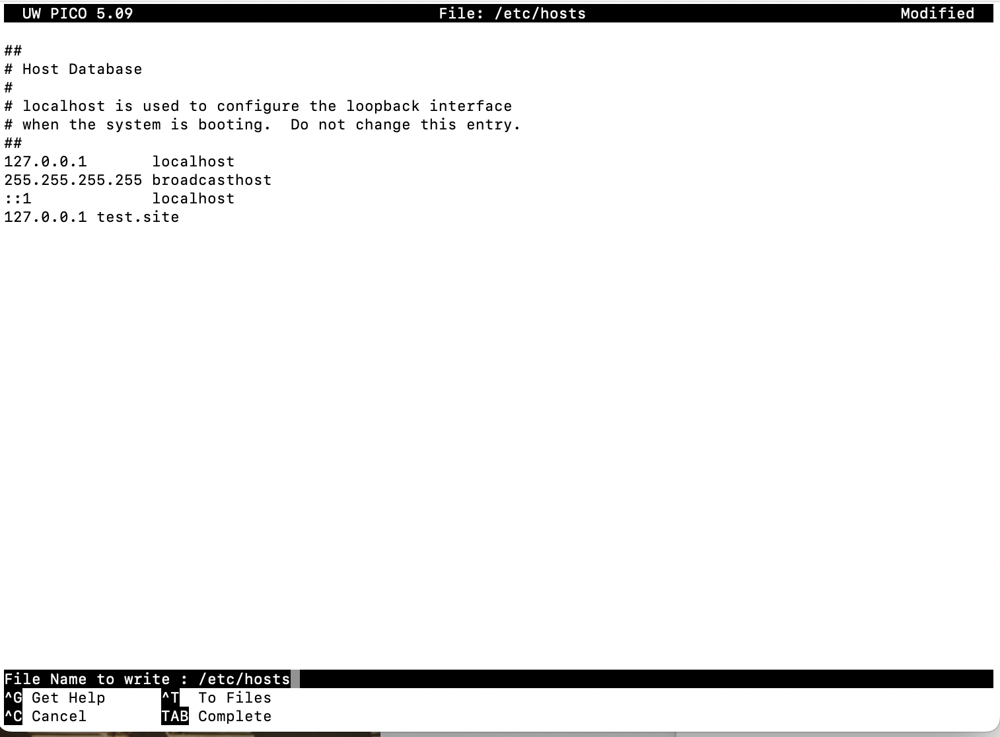 UW PICO 5.09 File: /etc/hosts Modified
##
# Host Database
#
# localhost is used to configure the loopback interface
# when the system is booting.  Do not change this entry.
##
127.0.0.1       localhost
255.255.255.255 broadcasthost
::1             localhost
127.0.0.1 test.site
File Name to write : /etc/hosts
^G Get Help ^T To Files
^C Cancel TAB Complete